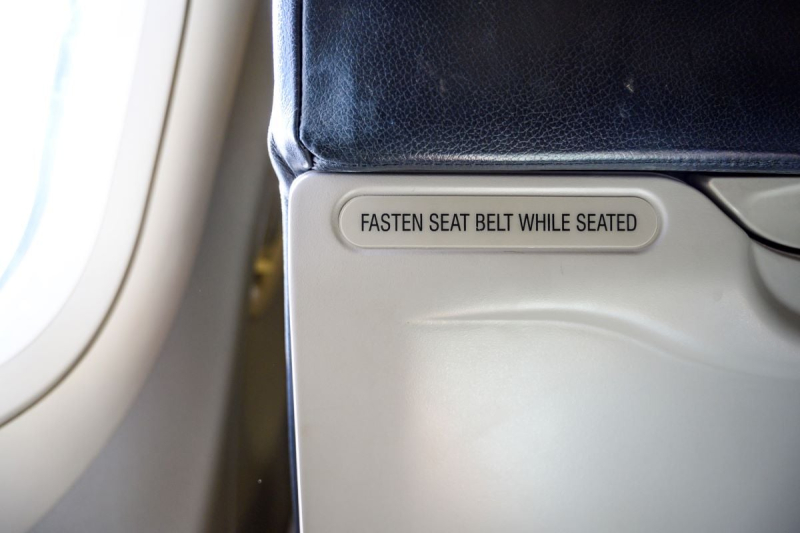 FASTEN SEAT BELT WHILE SEATED